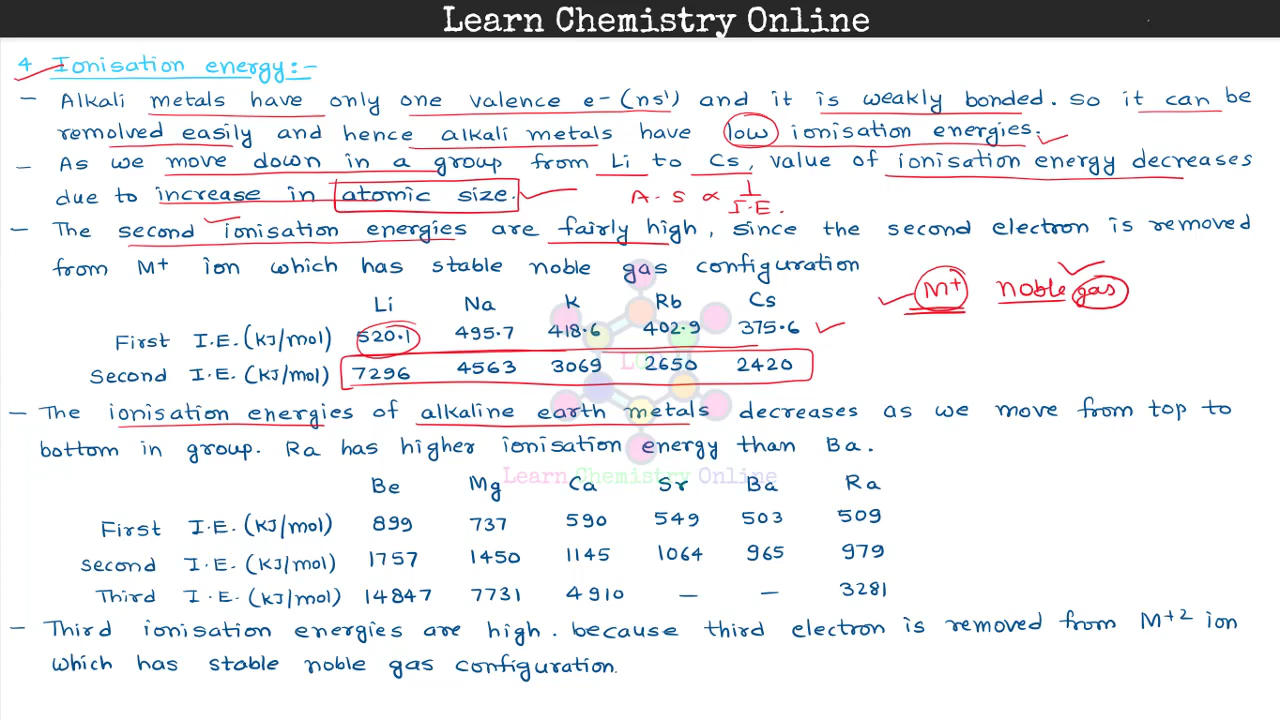 Learn Chemistry Online
4 Ionisation energy:-
- Alkali metals have only one valence e- (ns¹) and it is weakly bonded. so it can be
remolved easily and hence alkali metals have low ionisation energies.
- As we move down in a group from Li to Cs, value of ionisation energy decreases
due to increase in atomic size. A.S ∝ 1/I.E.
- The second ionisation energies are fairly high, since the second electron is removed
from M+ ion which has stable noble gas configuration
M+ noble gas
Li Na K Rb Cs
First I.E.(KJ/mol) 520.1 495.7 418.6 402.9 375.6
Second I.E.(KJ/mol) 7296 4563 3069 2650 2420
- The ionisation energies of alkaline earth metals decreases as we move from top to
bottom in group. Ra has higher ionisation energy than Ba.
Learn Chemistry Online
Be Mg Ca Sr Ba Ra
First I.E.(KJ/mol) 899 737 590 549 503 509
second I.E.(KJ/mol) 1757 1450 1145 1064 965 979
Third I.E.(KJ/mol) 14847 7731 4910 — — 3281
- Third ionisation energies are high. because third electron is removed from M+2 ion
which has stable noble gas configuration.